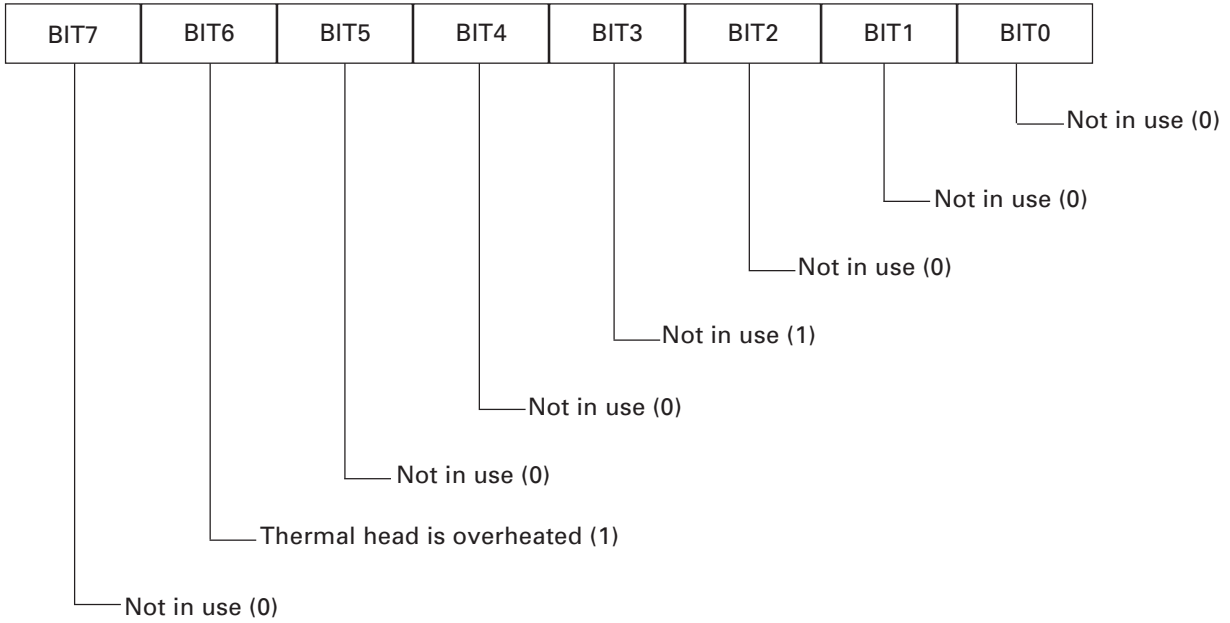 BIT7 BIT6 BIT5 BIT4 BIT3 BIT2 BIT1 BIT0
Not in use (0)
Not in use (0)
Not in use (0)
Not in use (1)
Not in use (0)
Not in use (0)
Thermal head is overheated (1)
Not in use (0)